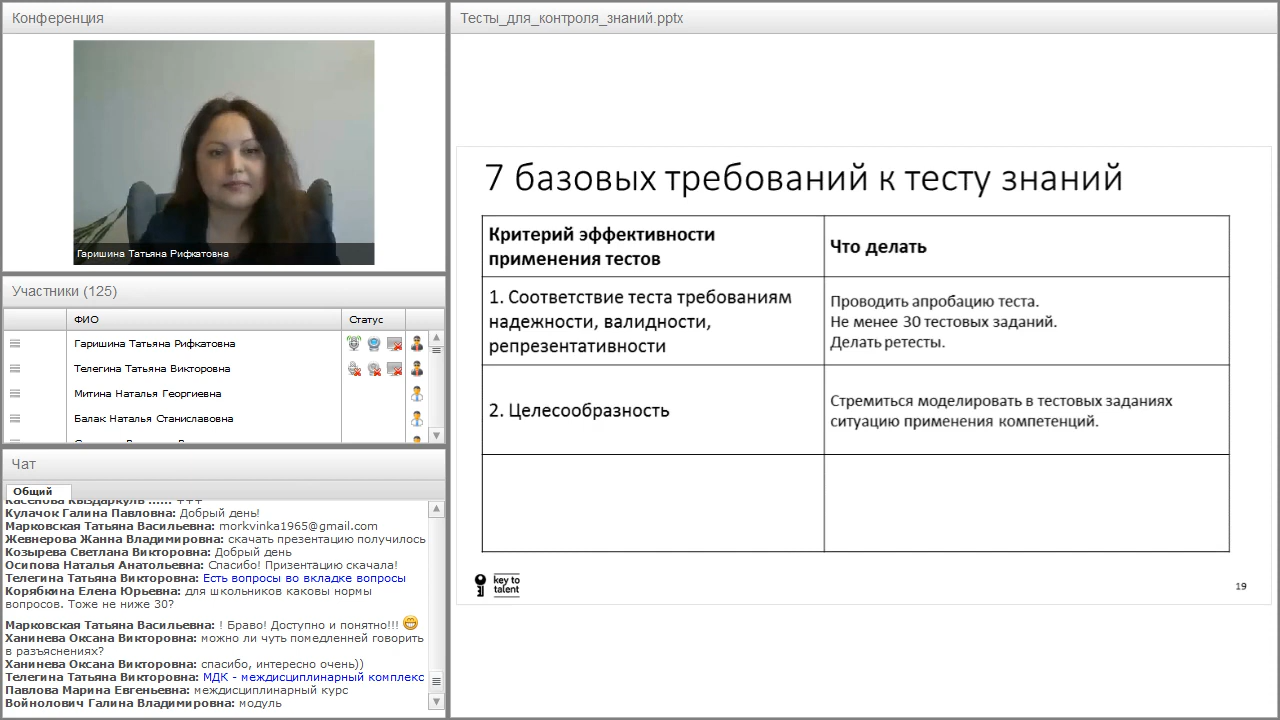 Конференция
Гаришина Татьяна Рифкатовна
Участники (125)
ФИО
Статус
Гаришина Татьяна Рифкатовна
Телегина Татьяна Викторовна
Митина Наталья Георгиевна
Балак Наталья Станиславовна
Чат
Общий
Касенова Кыздаркуль ...... +++
Кулачок Галина Павловна: Добрый день!
Марковская Татьяна Васильевна: morkvinka1965@gmail.com
Жевнерова Жанна Владимировна: скачать презентацию получилось
Козырева Светлана Викторовна: Добрый день
Осипова Наталья Анатольевна: Спасибо! Призентацию скачала!
Телегина Татьяна Викторовна: Есть вопросы во вкладке вопросы
Корябкина Елена Юрьевна: для школьников каковы нормы
вопросов. Тоже не ниже 30?
Марковская Татьяна Васильевна: ! Браво! Доступно и понятно!!!
Ханинева Оксана Викторовна: можно ли чуть помедленней говорить
в разъяснениях?
Ханинева Оксана Викторовна: спасибо, интересно очень))
Телегина Татьяна Викторовна: МДК - междисциплинарный комплекс
Павлова Марина Евгеньевна: междисциплинарный курс
Войнолович Галина Владимировна: модуль
Тесты_для_контроля_знаний.pptx
7 базовых требований к тесту знаний
Критерий эффективности
применения тестов
Что делать
1. Соответствие теста требованиям
надежности, валидности,
репрезентативности
Проводить апробацию теста.
Не менее 30 тестовых заданий.
Делать ретесты.
2. Целесообразность
Стремиться моделировать в тестовых заданиях
ситуацию применения компетенций.
key to
talent
19